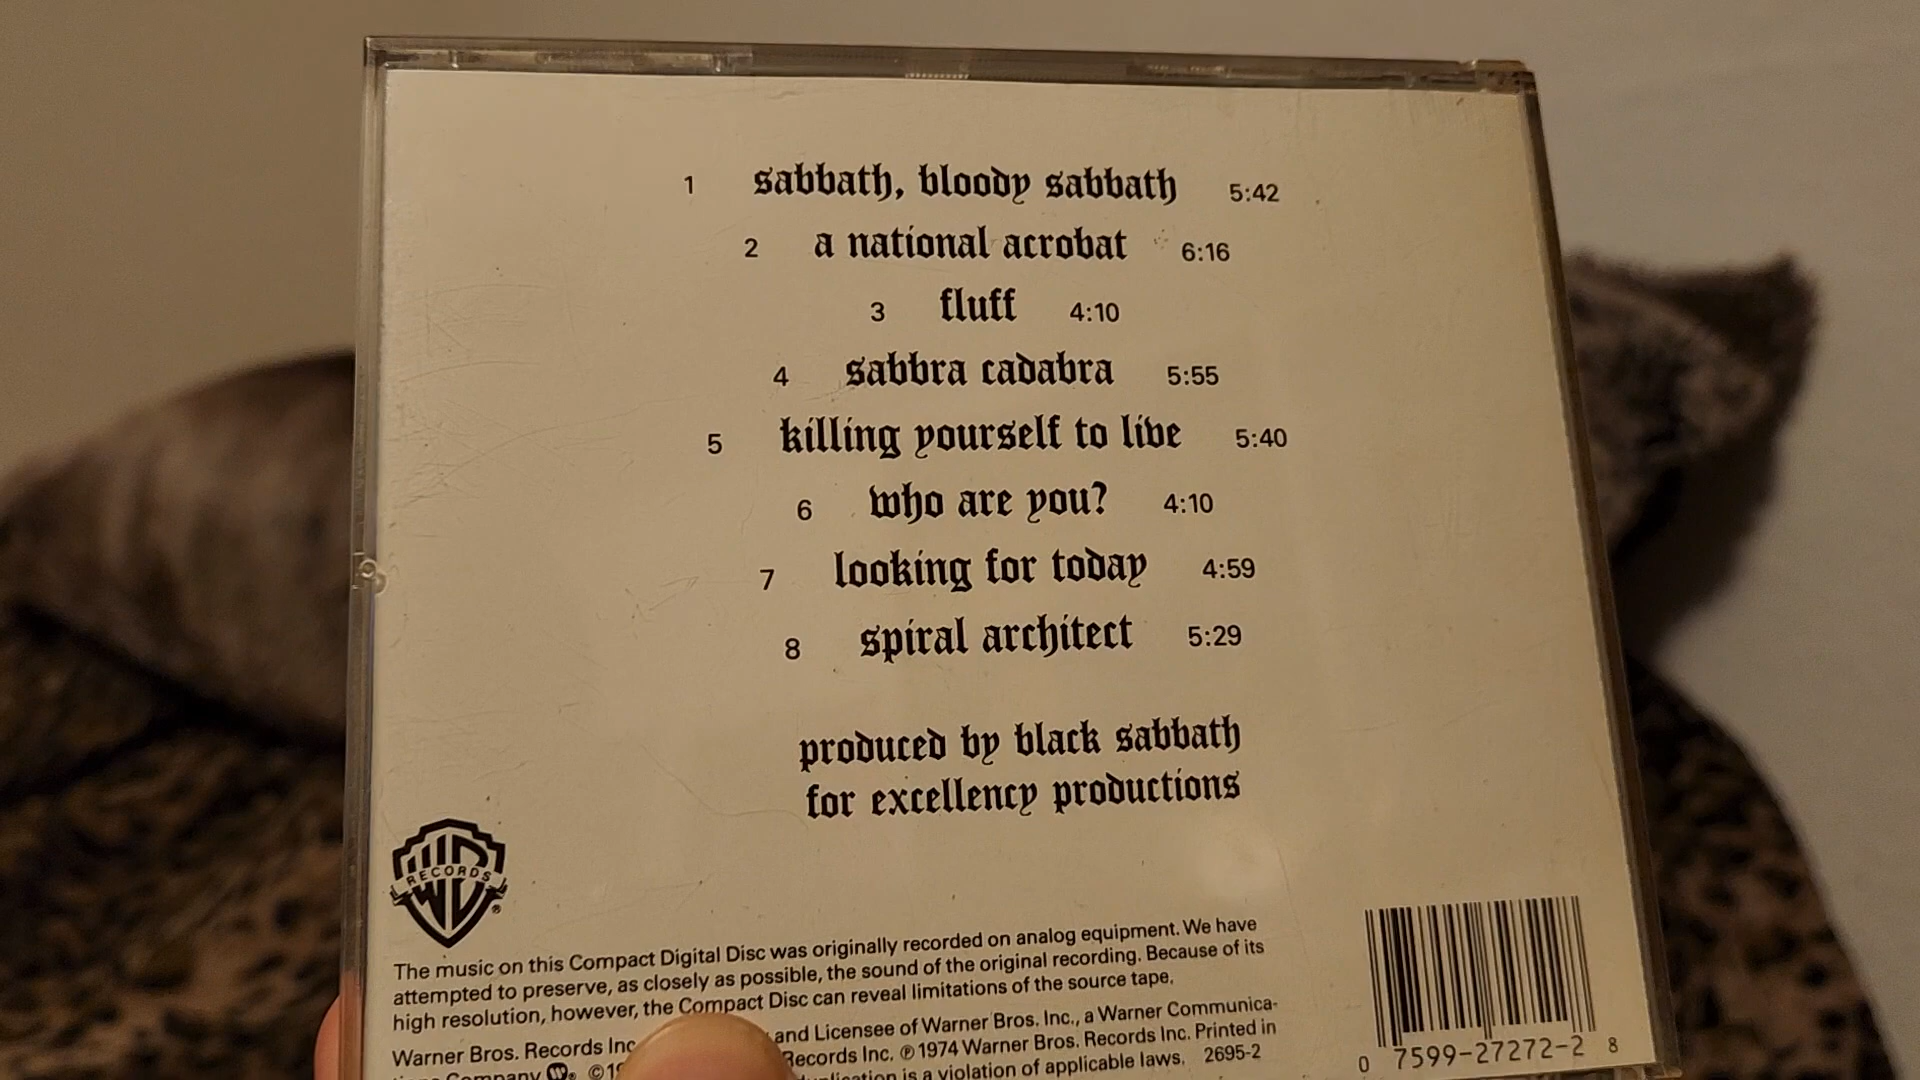 1 sabbath, bloody sabbath 5:42
2 a national acrobat 6:16
3 fluff 4:10
4 sabbra cadabra 5:55
5 killing yourself to live 5:40
6 who are you? 4:10
7 looking for today 4:59
8 spiral architect 5:29
produced by black sabbath
for excellency productions
RECORDS
The music on this Compact Digital Disc was originally recorded on analog equipment. We have
attempted to preserve, as closely as possible, the sound of the original recording. Because of its
high resolution, however, the Compact Disc can reveal limitations of the source tape.
Warner Bros. Records Inc and Licensee of Warner Bros. Inc., a Warner Communica-
Company Records Inc. ℗ 1974 Warner Bros. Records Inc. Printed in
is a violation of applicable laws. 2695-2
0 7599-27272-2 8